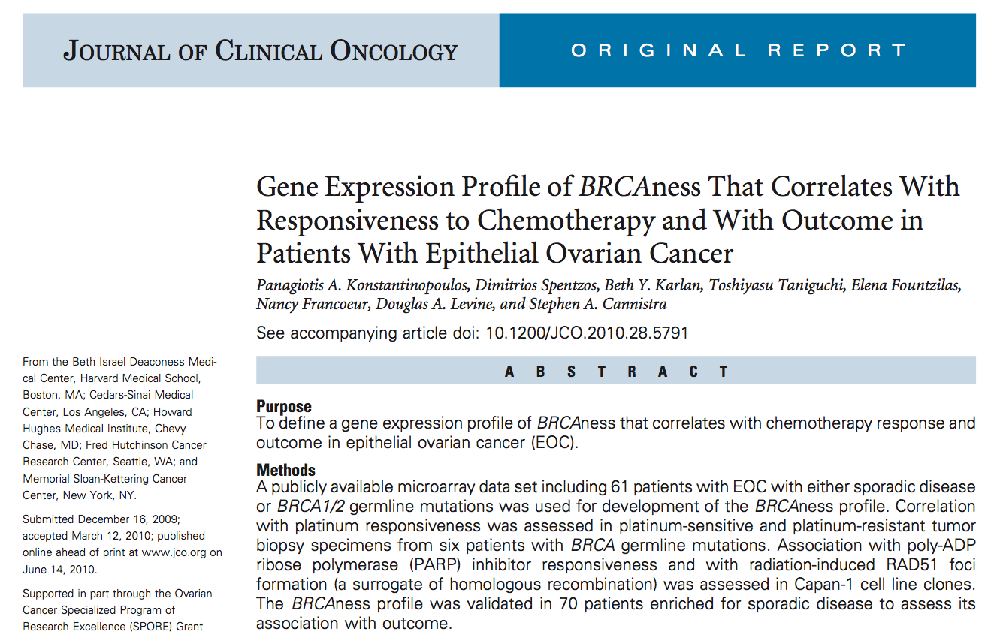 JOURNAL OF CLINICAL ONCOLOGY
ORIGINAL REPORT
Gene Expression Profile of BRCAness That Correlates With
Responsiveness to Chemotherapy and With Outcome in
Patients With Epithelial Ovarian Cancer
Panagiotis A. Konstantinopoulos, Dimitrios Spentzos, Beth Y. Karlan, Toshiyasu Taniguchi, Elena Fountzilas,
Nancy Francoeur, Douglas A. Levine, and Stephen A. Cannistra
See accompanying article doi: 10.1200/JCO.2010.28.5791
From the Beth Israel Deaconess Medi-
cal Center, Harvard Medical School,
Boston, MA; Cedars-Sinai Medical
Center, Los Angeles, CA; Howard
Hughes Medical Institute, Chevy
Chase, MD; Fred Hutchinson Cancer
Research Center, Seattle, WA; and
Memorial Sloan-Kettering Cancer
Center, New York, NY.
Submitted December 16, 2009;
accepted March 12, 2010; published
online ahead of print at www.jco.org on
June 14, 2010.
Supported in part through the Ovarian
Cancer Specialized Program of
Research Excellence (SPORE) Grant
ABSTRACT
Purpose
To define a gene expression profile of BRCAness that correlates with chemotherapy response and
outcome in epithelial ovarian cancer (EOC).
Methods
A publicly available microarray data set including 61 patients with EOC with either sporadic disease
or BRCA1/2 germline mutations was used for development of the BRCAness profile. Correlation
with platinum responsiveness was assessed in platinum-sensitive and platinum-resistant tumor
biopsy specimens from six patients with BRCA germline mutations. Association with poly-ADP
ribose polymerase (PARP) inhibitor responsiveness and with radiation-induced RAD51 foci
formation (a surrogate of homologous recombination) was assessed in Capan-1 cell line clones.
The BRCAness profile was validated in 70 patients enriched for sporadic disease to assess its
association with outcome.